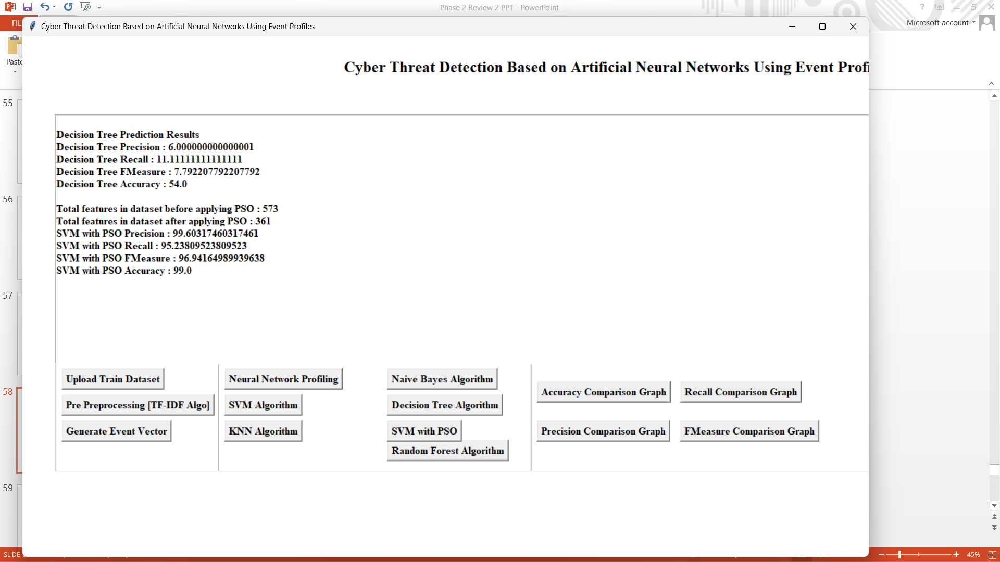 Phase 2 Review 2 PPT - PowerPoint
?
FIL
Microsoft account
Cyber Threat Detection Based on Artificial Neural Networks Using Event Profiles
Paste
Cyber Threat Detection Based on Artificial Neural Networks Using Event Profi
55
56
57
58
59
Decision Tree Prediction Results
Decision Tree Precision : 6.000000000000001
Decision Tree Recall : 11.11111111111111
Decision Tree FMeasure : 7.792207792207792
Decision Tree Accuracy : 54.0
Total features in dataset before applying PSO : 573
Total features in dataset after applying PSO : 361
SVM with PSO Precision : 99.60317460317461
SVM with PSO Recall : 95.23809523809523
SVM with PSO FMeasure : 96.94164989939638
SVM with PSO Accuracy : 99.0
Upload Train Dataset
Neural Network Profiling
Naive Bayes Algorithm
Accuracy Comparison Graph
Recall Comparison Graph
Pre Preprocessing [TF-IDF Algo]
SVM Algorithm
Decision Tree Algorithm
Generate Event Vector
KNN Algorithm
SVM with PSO
Precision Comparison Graph
FMeasure Comparison Graph
Random Forest Algorithm
SLIDE
45%